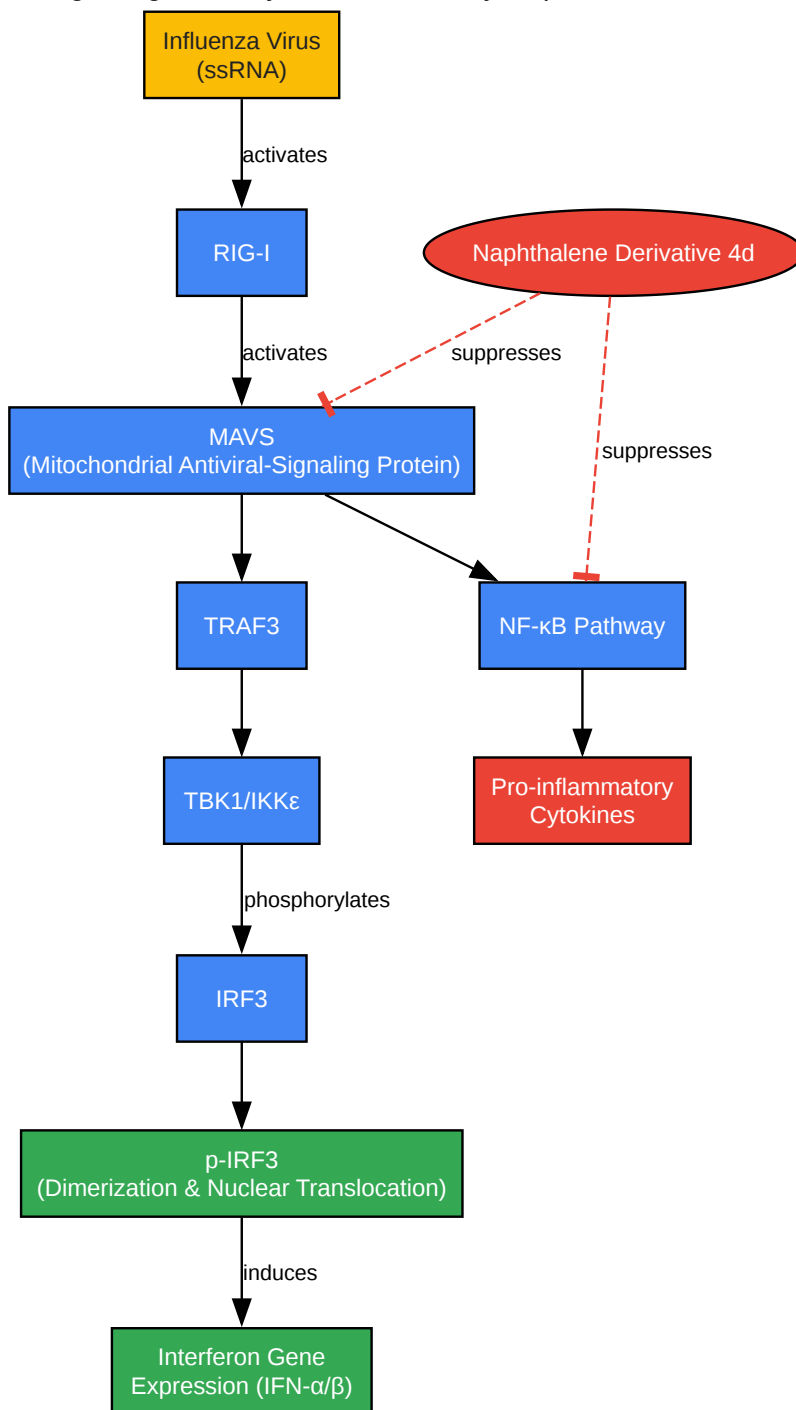 Influenza Virus
(ssRNA)
activates
RIG-I
Naphthalene Derivative 4d
activates
suppresses
MAVS
(Mitochondrial Antiviral-Signaling Protein)
suppresses
TRAF3
NF-κB Pathway
TBK1/IKKε
Pro-inflammatory
Cytokines
phosphorylates
IRF3
p-IRF3
(Dimerization & Nuclear Translocation)
induces
Interferon Gene
Expression (IFN-α/β)